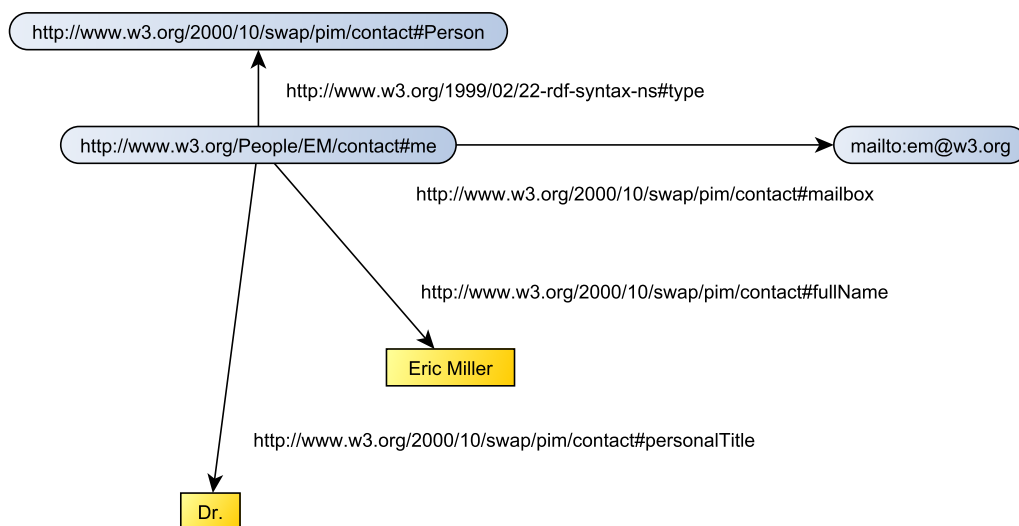 http://www.w3.org/2000/10/swap/pim/contact#Person
http://www.w3.org/1999/02/22-rdf-syntax-ns#type
http://www.w3.org/People/EM/contact#me
mailto:em@w3.org
http://www.w3.org/2000/10/swap/pim/contact#mailbox
http://www.w3.org/2000/10/swap/pim/contact#fullName
Eric Miller
http://www.w3.org/2000/10/swap/pim/contact#personalTitle
Dr.